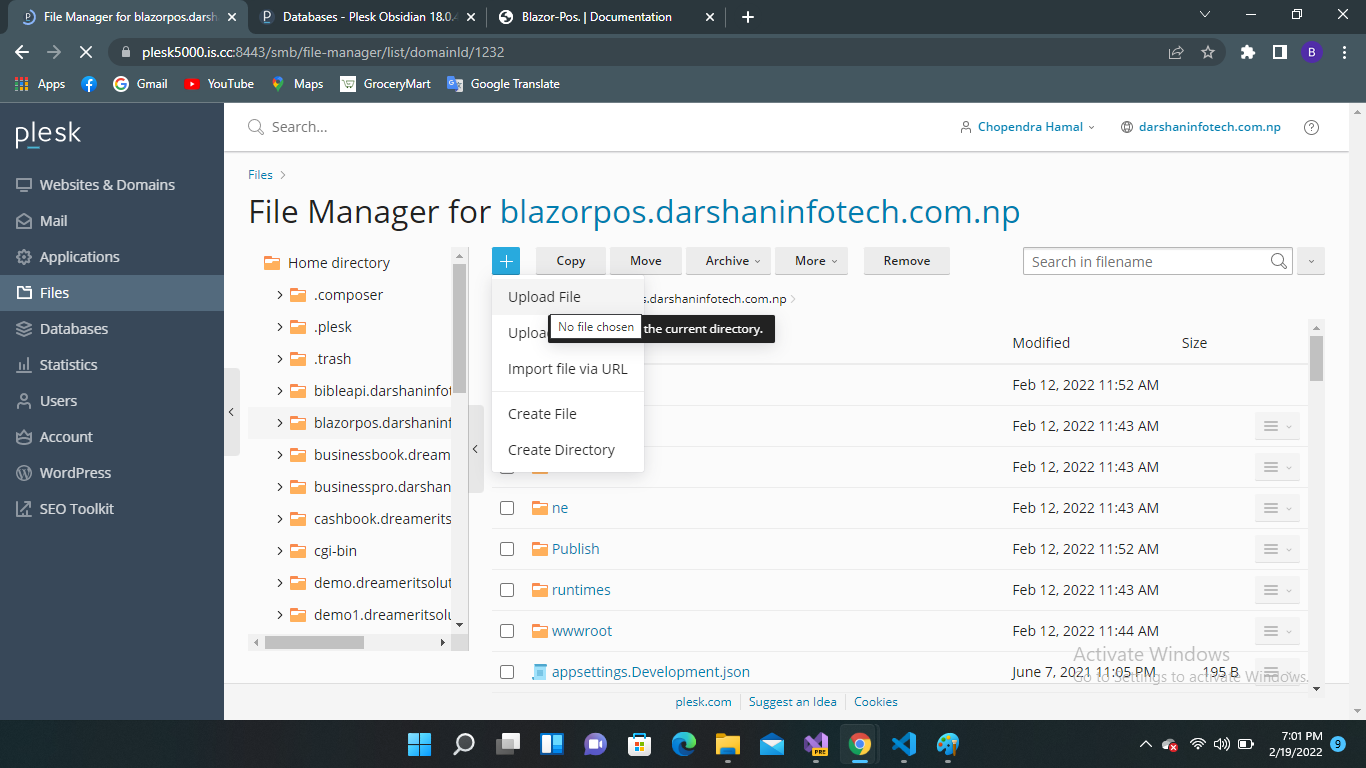 File Manager for blazorpos.darsh
Databases - Plesk Obsidian 18.0.
Blazor-Pos. | Documentation
plesk5000.is.cc:8443/smb/file-manager/list/domainId/1232
B
Apps
Gmail
YouTube
Maps
GroceryMart
Google Translate
plesk
Search...
Chopendra Hamal
darshaninfotech.com.np
Websites & Domains
Mail
Applications
Files
Databases
Statistics
Users
Account
WordPress
SEO Toolkit
Files
File Manager for blazorpos.darshaninfotech.com.np
Home directory
.composer
.plesk
.trash
bibleapi.darshaninfot
blazorpos.darshaninf
businessbook.dream
businesspro.darshan
cashbook.dreamerits
cgi-bin
demo.dreameritsolut
demo1.dreameritsolu
Copy
Move
Archive
More
Remove
Search in filename
Upload File
s.darshaninfotech.com.np
Uploa
No file chosen
the current directory.
Import file via URL
Create File
Create Directory
Modified
Size
Feb 12, 2022 11:52 AM
Feb 12, 2022 11:43 AM
Feb 12, 2022 11:43 AM
ne
Feb 12, 2022 11:43 AM
Publish
Feb 12, 2022 11:52 AM
runtimes
Feb 12, 2022 11:43 AM
wwwroot
Feb 12, 2022 11:44 AM
appsettings.Development.json
June 7, 2021 11:05 PM
195 B
Activate Windows
Go to Settings to activate Windows.
plesk.com
Suggest an Idea
Cookies
PRE
7:01 PM
2/19/2022
9